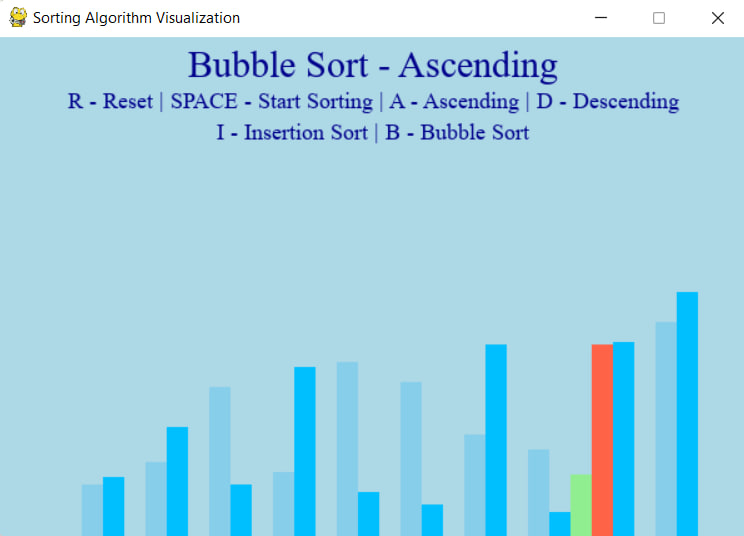 Sorting Algorithm Visualization
Bubble Sort - Ascending
R - Reset | SPACE - Start Sorting | A - Ascending | D - Descending
I - Insertion Sort | B - Bubble Sort